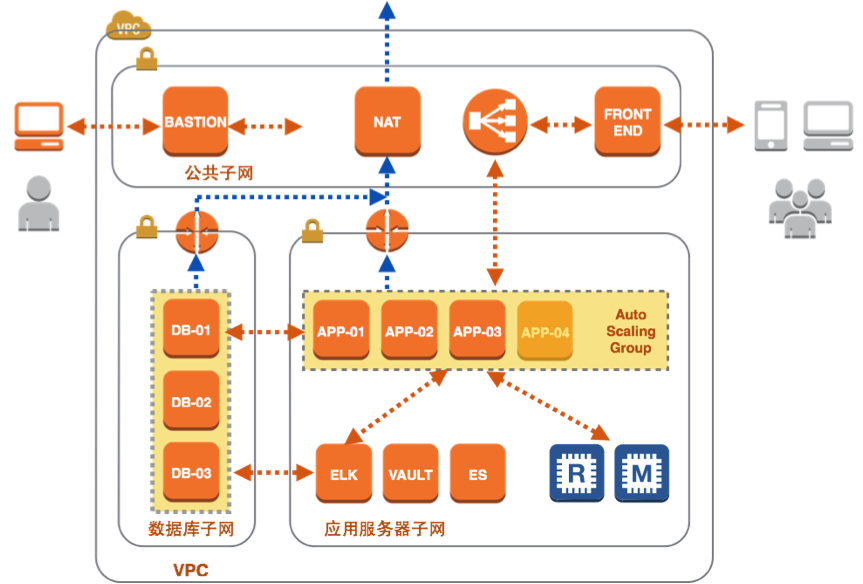 VPC
BASTION
NAT
FRONT
END
公共子网
DB-01
DB-02
DB-03
数据库子网
APP-01
APP-02
APP-03
APP-04
Auto
Scaling
Group
ELK
VAULT
ES
R
M
应用服务器子网
VPC